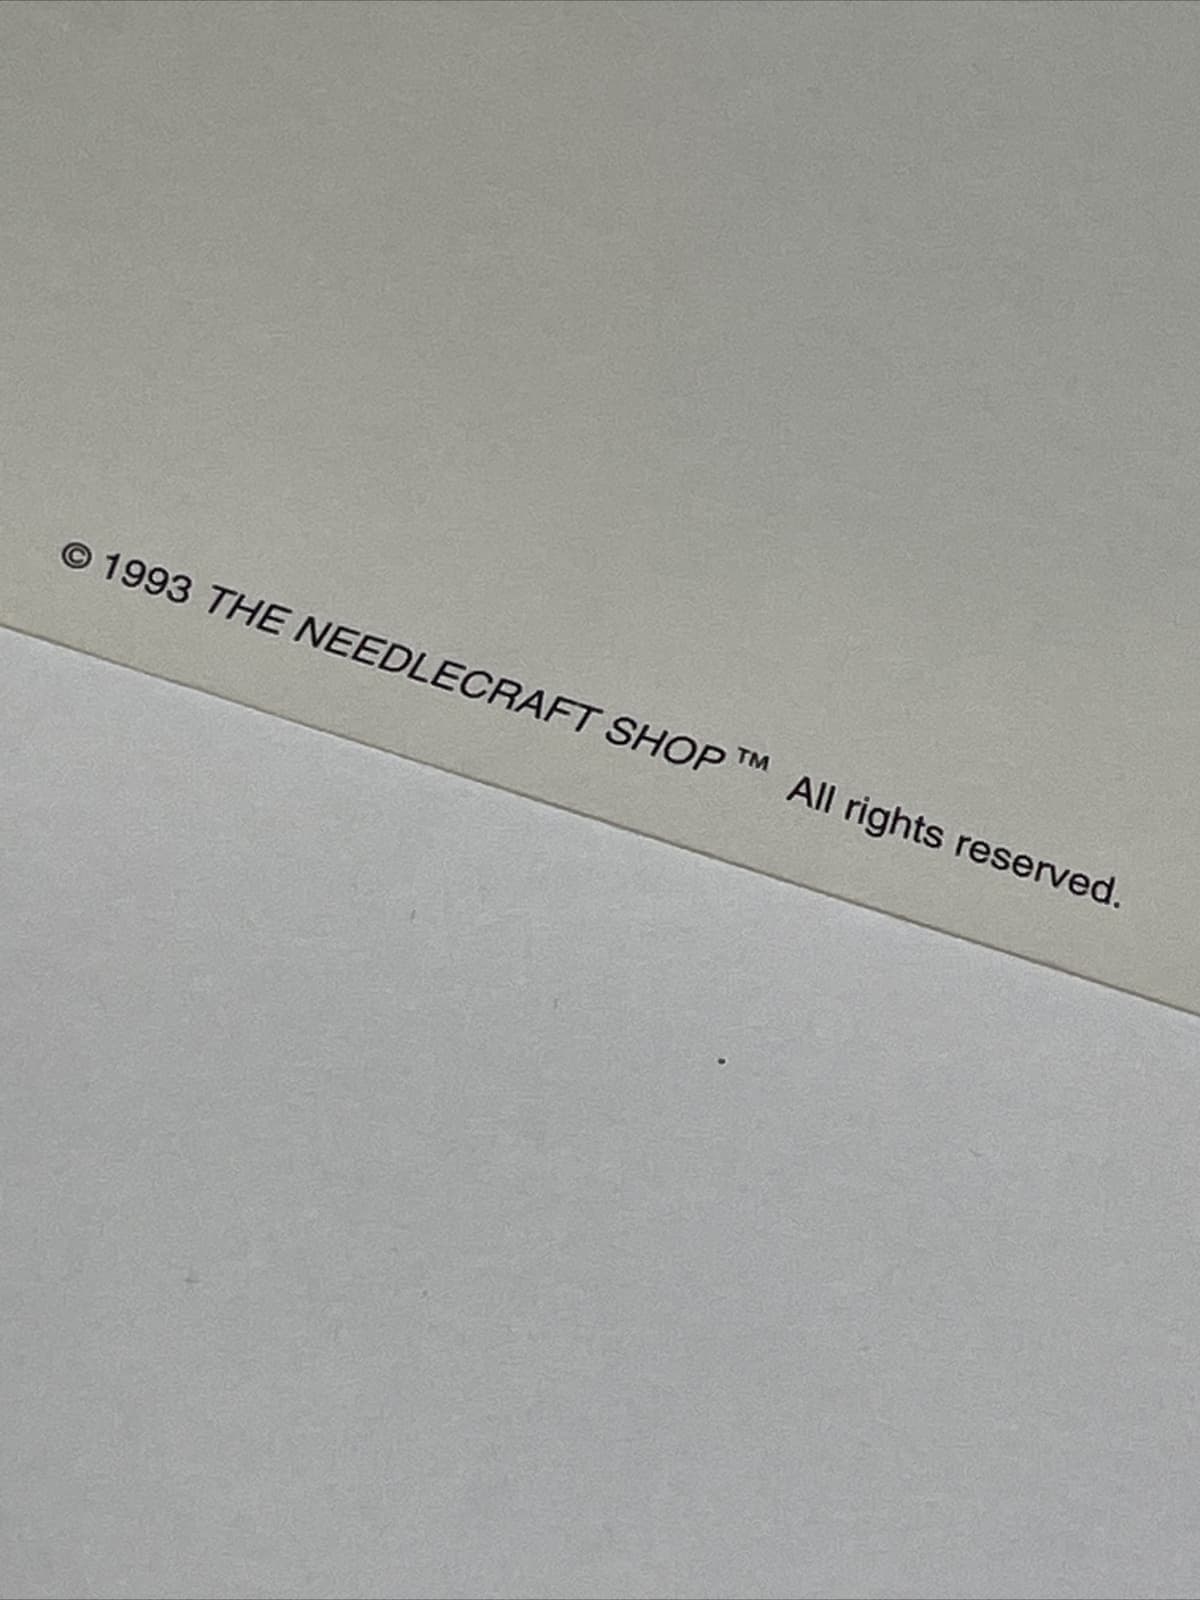 © 1993 THE NEEDLECRAFT SHOP ™ All rights reserved.